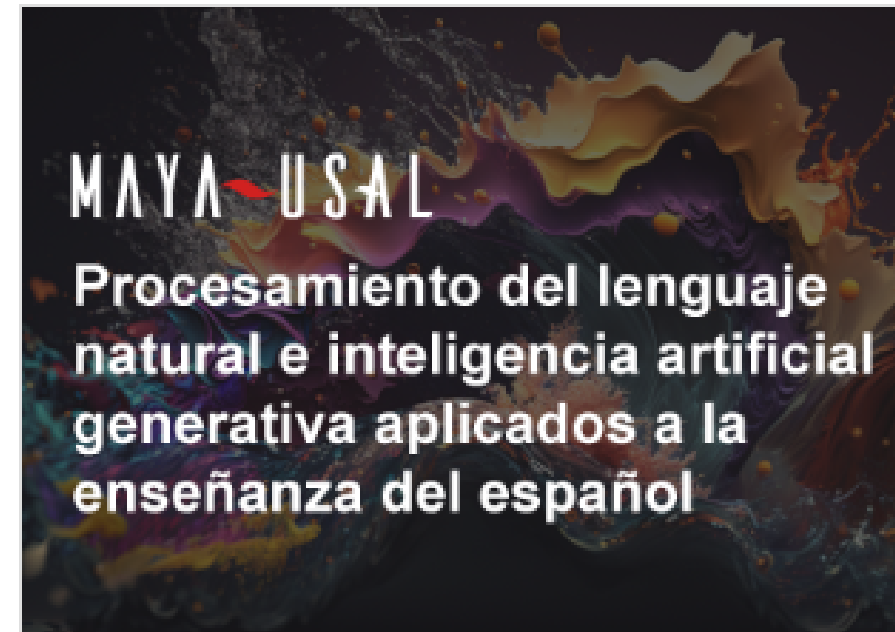 MAYA USAL
Procesamiento del lenguaje
natural e inteligencia artificial
generativa aplicados a la
enseñanza del español